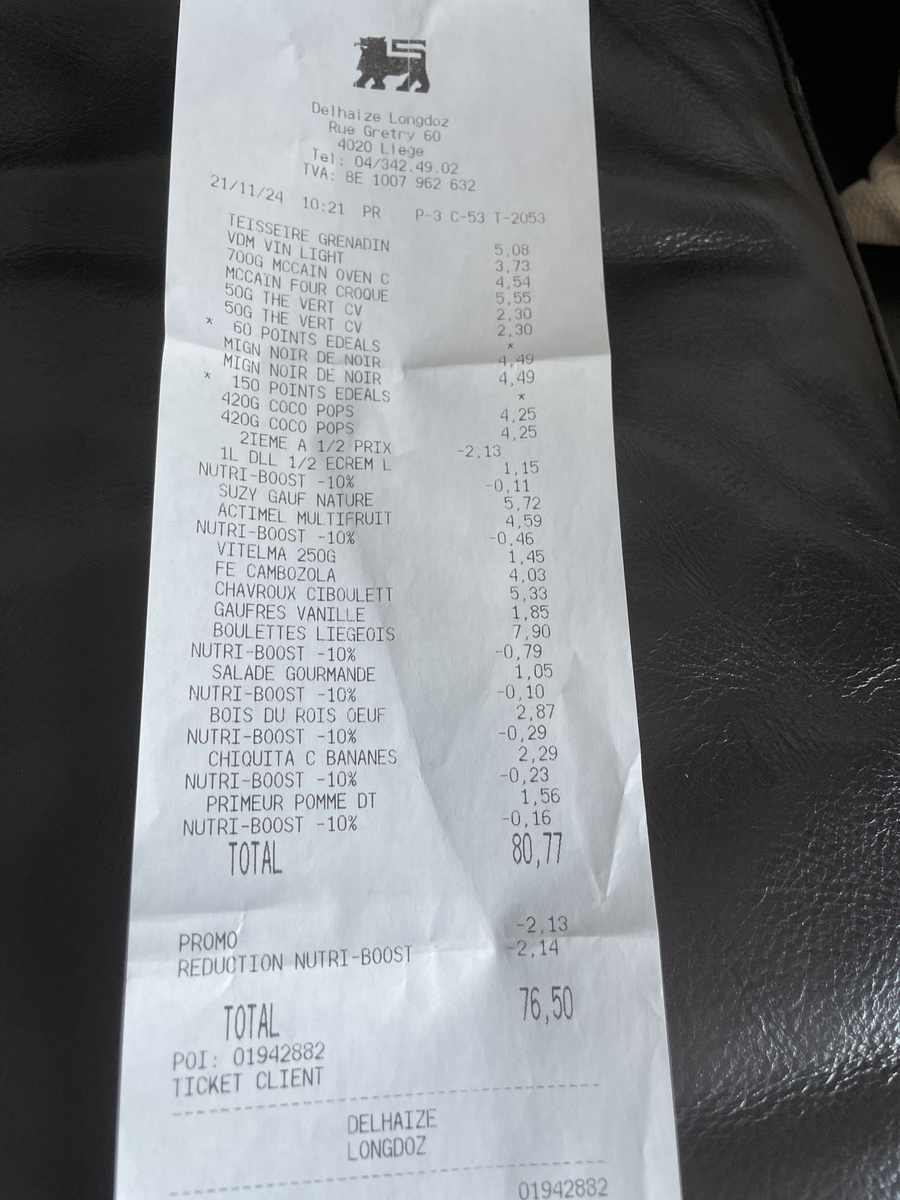 Delhaize Longdoz
Rue Gretry 60
4020 Liege
Tel: 04/342.49.02
TVA: BE 1007 962 632
21/11/24 10:21 PR P-3 C-53 T-2053
TEISSEIRE GRENADIN 5,08
VDM VIN LIGHT 3,73
700G MCCAIN OVEN C 4,54
MCCAIN FOUR CROQUE 5,55
50G THE VERT CV 2,30
50G THE VERT CV 2,30
* 60 POINTS EDEALS *
MIGN NOIR DE NOIR 4,49
MIGN NOIR DE NOIR 4,49
* 150 POINTS EDEALS *
420G COCO POPS 4,25
420G COCO POPS 4,25
2IEME A 1/2 PRIX -2,13
1L DLL 1/2 ECREM L 1,15
NUTRI-BOOST -10% -0,11
SUZY GAUF NATURE 5,72
ACTIMEL MULTIFRUIT 4,59
NUTRI-BOOST -10% -0,46
VITELMA 250G 1,45
FE CAMBOZOLA 4,03
CHAVROUX CIBOULETT 5,33
GAUFRES VANILLE 1,85
BOULETTES LIEGEOIS 7,90
NUTRI-BOOST -10% -0,79
SALADE GOURMANDE 1,05
NUTRI-BOOST -10% -0,10
BOIS DU ROIS OEUF 2,87
NUTRI-BOOST -10% -0,29
CHIQUITA C BANANES 2,29
NUTRI-BOOST -10% -0,23
PRIMEUR POMME DT 1,56
NUTRI-BOOST -10% -0,16
TOTAL 80,77
PROMO -2,13
REDUCTION NUTRI-BOOST -2,14
TOTAL 76,50
POI: 01942882
TICKET CLIENT
DELHAIZE
LONGDOZ
01942882